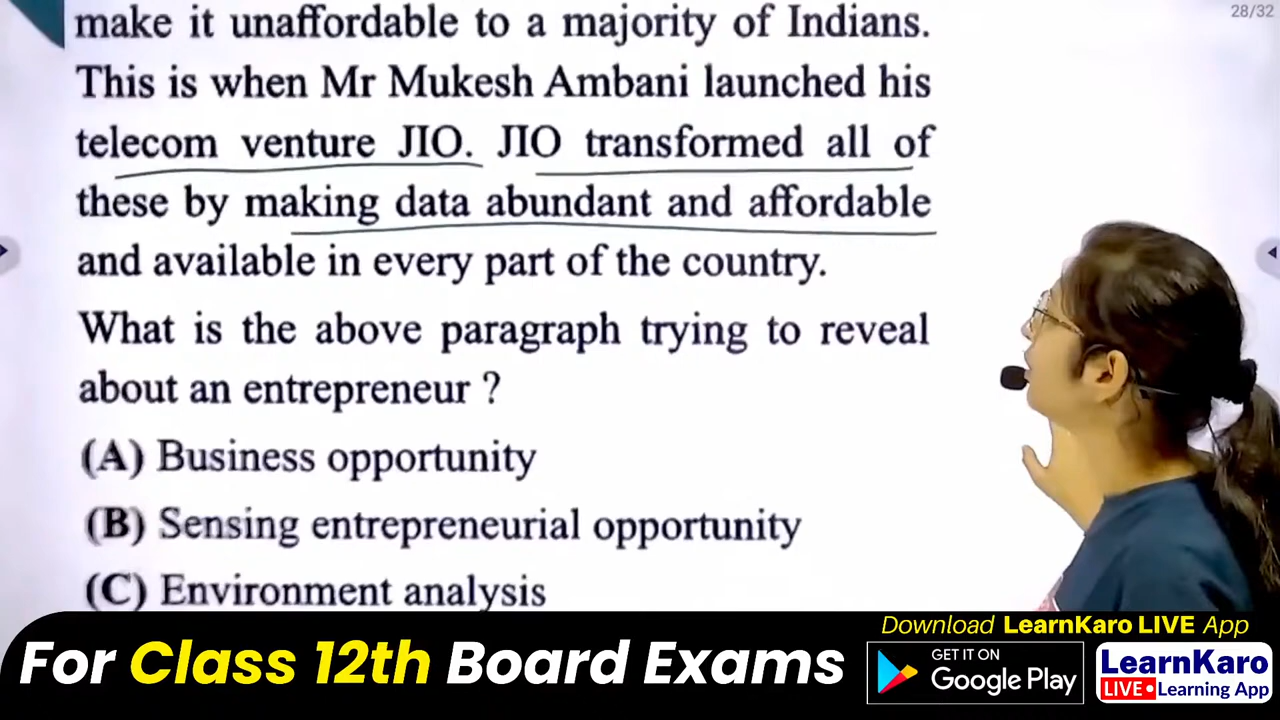 28/32
make it unaffordable to a majority of Indians.
This is when Mr Mukesh Ambani launched his
telecom venture JIO. JIO transformed all of
these by making data abundant and affordable
and available in every part of the country.
What is the above paragraph trying to reveal
about an entrepreneur ?
(A) Business opportunity
(B) Sensing entrepreneurial opportunity
(C) Environment analysis
For Class 12th Board Exams
Download LearnKaro LIVE App
GET IT ON
Google Play
LearnKaro
LIVE Learning App